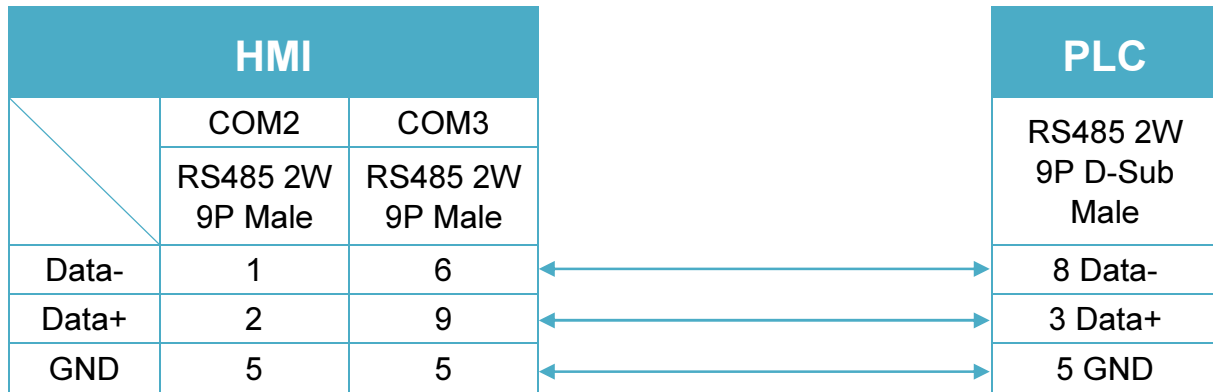 HMI PLC
COM2 COM3
RS485 2W
9P D-Sub
Male
RS485 2W
9P Male
RS485 2W
9P Male
Data- 1 6 8 Data-
Data+ 2 9 3 Data+
GND 5 5 5 GND